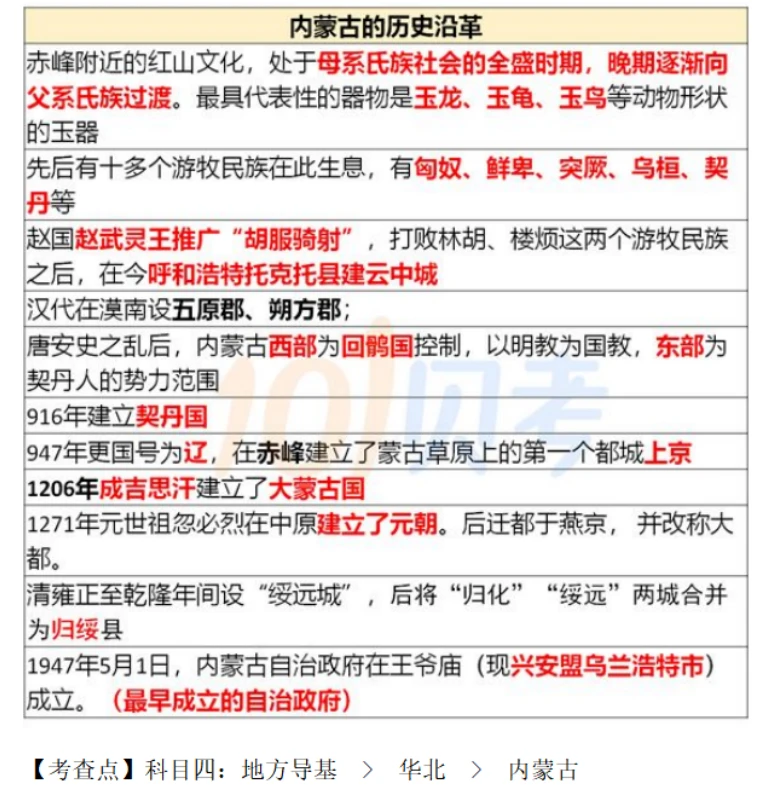 内蒙古的历史沿革
赤峰附近的红山文化，处于母系氏族社会的全盛时期，晚期逐渐向
父系氏族过渡。最具代表性的器物是玉龙、玉龟、玉鸟等动物形状
的玉器
先后有十多个游牧民族在此生息，有匈奴、鲜卑、突厥、乌桓、契
丹等
赵国赵武灵王推广“胡服骑射”，打败林胡、楼烦这两个游牧民族
之后，在今呼和浩特托克托县建云中城
汉代在漠南设五原郡、朔方郡；
唐安史之乱后，内蒙古西部为回鹘国控制，以明教为国教，东部为
契丹人的势力范围
916年建立契丹国
947年更国号为辽，在赤峰建立了蒙古草原上的第一个都城上京
1206年成吉思汗建立了大蒙古国
1271年元世祖忽必烈在中原建立了元朝。后迁都于燕京， 并改称大
都。
清雍正至乾隆年间设“绥远城”，后将“归化”“绥远”两城合并
为归绥县
1947年5月1日，内蒙古自治政府在王爷庙（现兴安盟乌兰浩特市）
成立。（最早成立的自治政府）
101贝考
【考查点】科目四：地方导基 > 华北 > 内蒙古